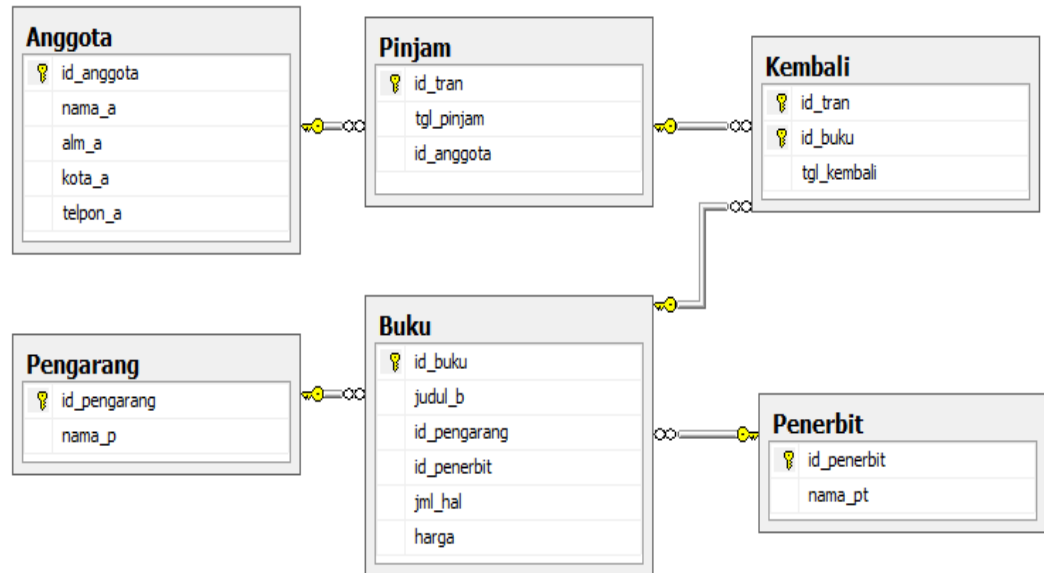 Anggota
id_anggota
nama_a
alm_a
kota_a
telpon_a
Pinjam
id_tran
tgl_pinjam
id_anggota
Kembali
id_tran
id_buku
tgl_kembali
Pengarang
id_pengarang
nama_p
Buku
id_buku
judul_b
id_pengarang
id_penerbit
jml_hal
harga
Penerbit
id_penerbit
nama_pt